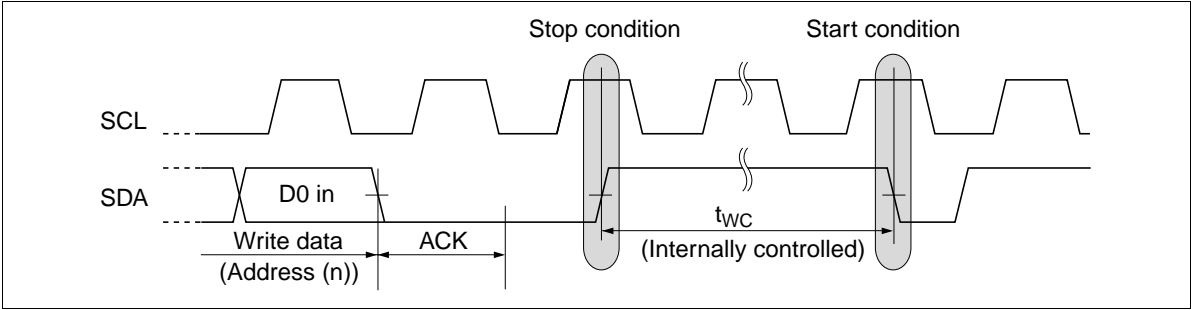 Stop condition
Start condition
SCL
SDA
D0 in
tWC
Write data
ACK
(Internally controlled)
(Address (n))